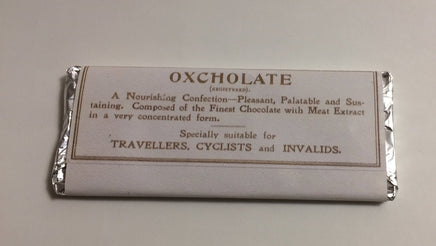 OXCHOLATE
(REGISTERED).
A Nourishing Confection—Pleasant, Palatable and Sus-
taining. Composed of the Finest Chocolate with Meat Extract
in a very concentrated form.
Specially suitable for
TRAVELLERS, CYCLISTS and INVALIDS.